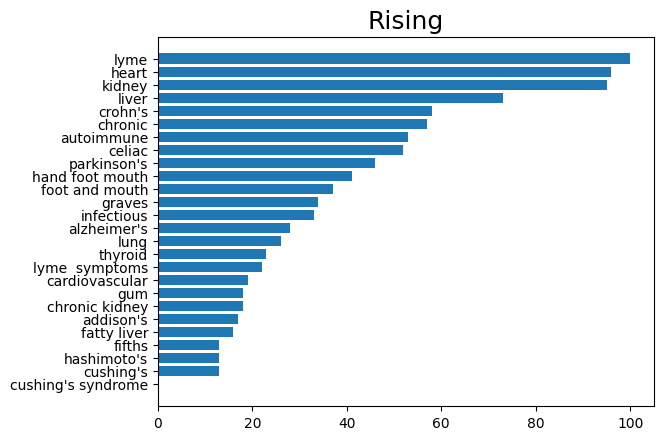 Rising
lyme
heart
kidney
liver
crohn's
chronic
autoimmune
celiac
parkinson's
hand foot mouth
foot and mouth
graves
infectious
alzheimer's
lung
thyroid
lyme  symptoms
cardiovascular
gum
chronic kidney
addison's
fatty liver
fifths
hashimoto's
cushing's
cushing's syndrome
0 20 40 60 80 100